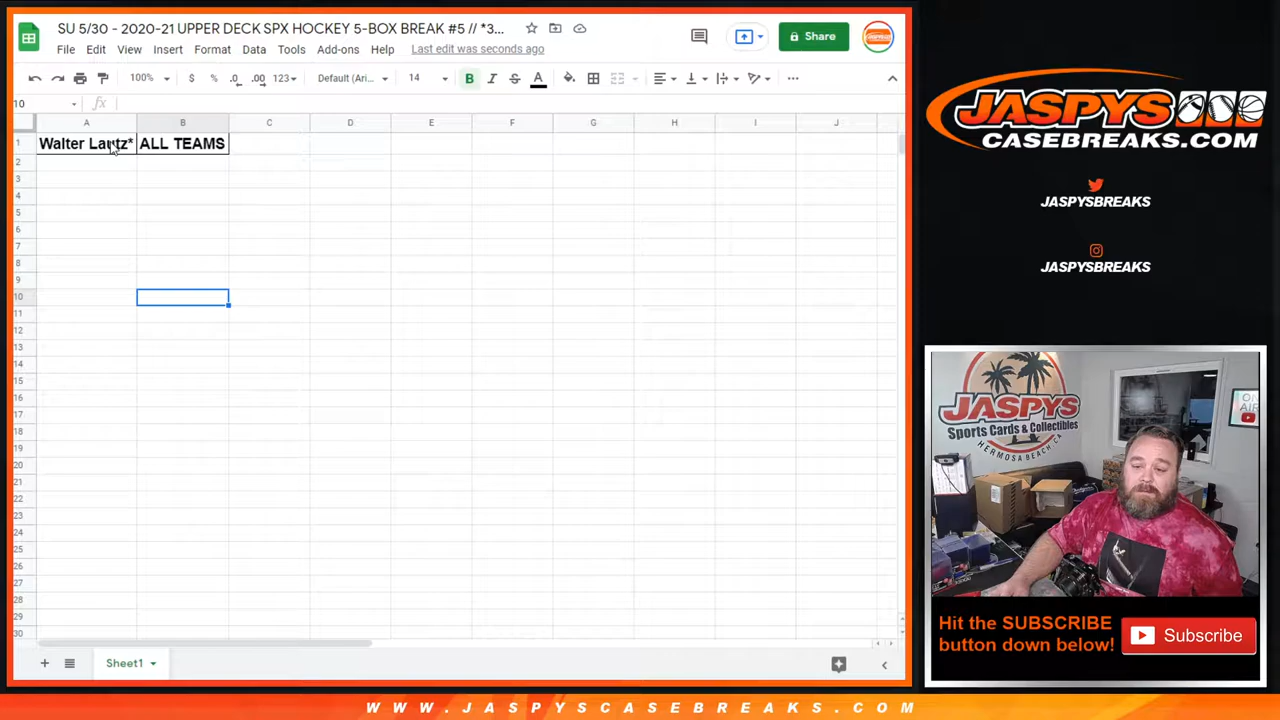 SU 5/30 - 2020-21 UPPER DECK SPX HOCKEY 5-BOX BREAK #5 // *3...
File Edit View Insert Format Data Tools Add-ons Help Last edit was seconds ago
Share
100% $ % .0 .00 123 Default (Ari... 14 B I S A
10 fx
A B C D E F G H I J
1 Walter Lautz* ALL TEAMS
2
3
4
5
6
7
8
9
10
11
12
13
14
15
16
17
18
19
20
21
22
23
24
25
26
27
28
29
30
Sheet1
JASPYS
CASEBREAKS.COM
JASPYSBREAKS
JASPYSBREAKS
JASPYS
Sports Cards & Collectibles
HERMOSA BEACH, CA
ON
AIR
Hit the SUBSCRIBE
button down below!
Subscribe
WWW.JASPYSCASEBREAKS.COM